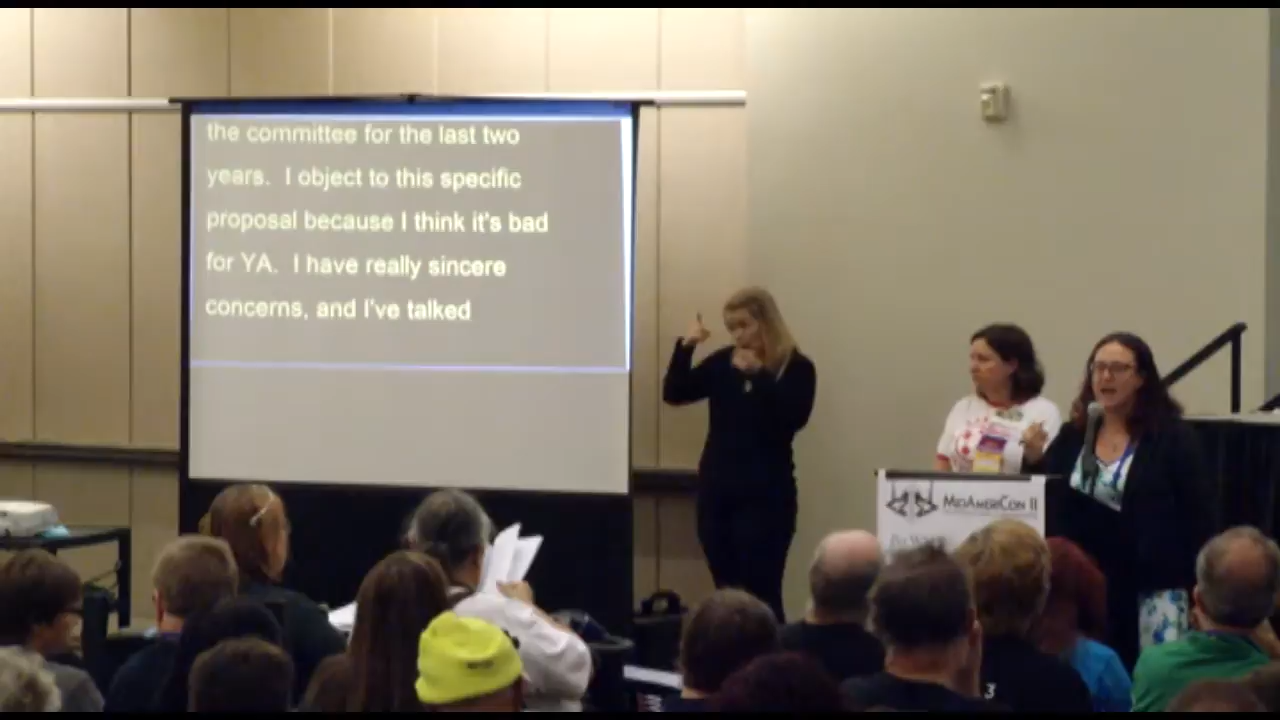 the committee for the last two
years.  I object to this specific
proposal because I think it's bad
for YA.  I have really sincere
concerns, and I've talked
MIDAMERICON II
3